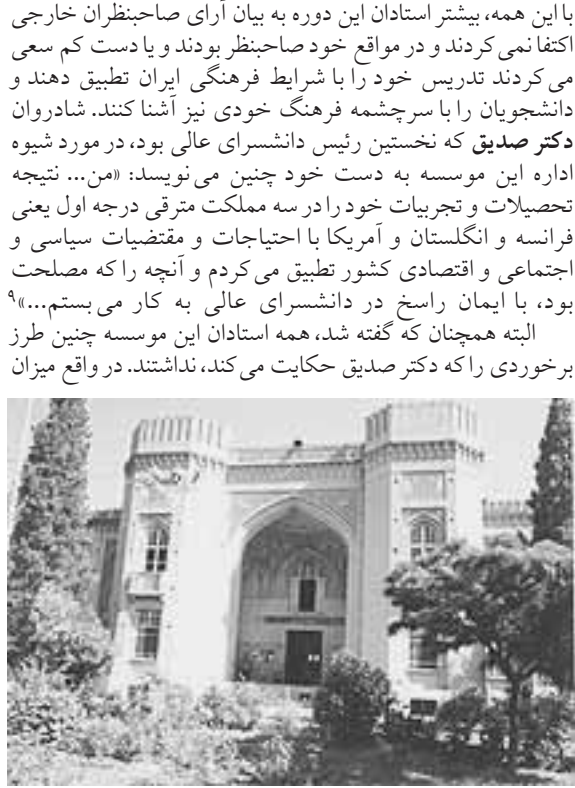 با این همه، بیشتر استادان این دوره به بیان آرای صاحبنظران خارجی
اکتفا نمی‌کردند و در مواقع خود صاحبنظر بودند و یا دست کم سعی
می‌کردند تدریس خود را با شرایط فرهنگی ایران تطبیق دهند و
دانشجویان را با سرچشمه فرهنگ خودی نیز آشنا کنند. شادروان
دکتر صدیق که نخستین رئیس دانشسرای عالی بود، در مورد شیوه
اداره این موسسه به دست خود چنین می‌نویسد: «من... نتیجه
تحصیلات و تجربیات خود را در سه مملکت مترقی درجه اول یعنی
فرانسه و انگلستان و آمریکا با احتیاجات و مقتضیات سیاسی و
اجتماعی و اقتصادی کشور تطبیق می‌کردم و آنچه را که مصلحت
بود، با ایمان راسخ در دانشسرای عالی به کار می‌بستم...»۹
البته همچنان که گفته شد، همه استادان این موسسه چنین طرز
برخوردی را که دکتر صدیق حکایت می‌کند، نداشتند. در واقع میزان